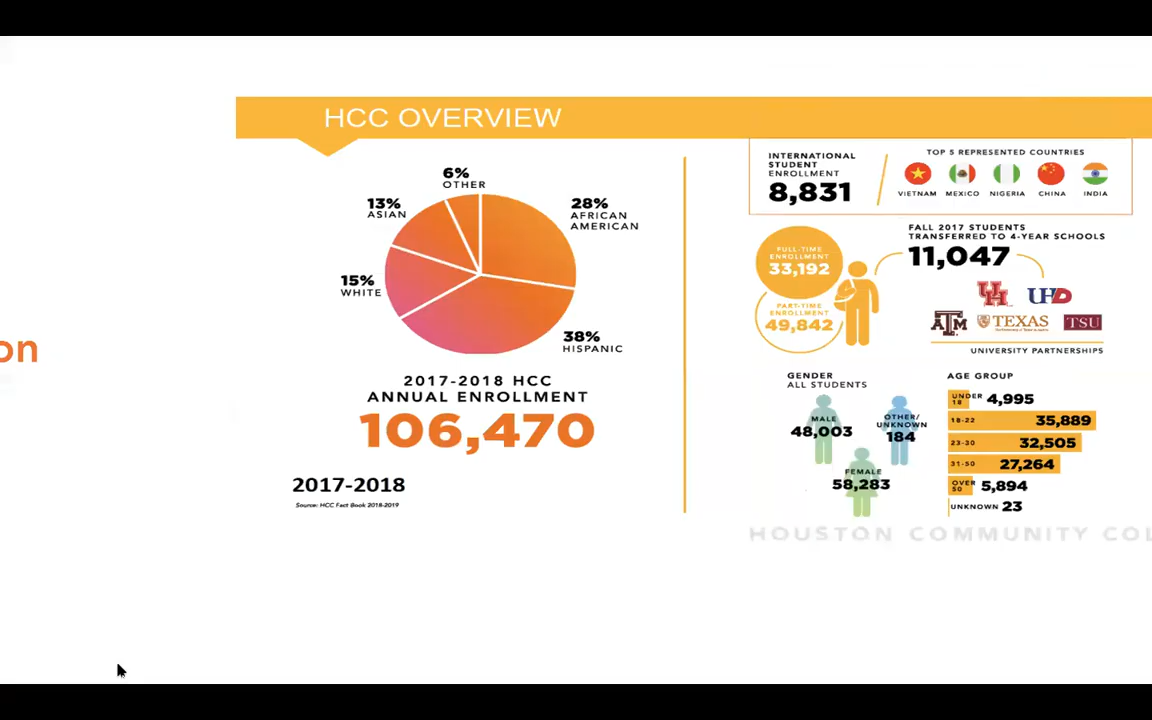 on
HCC OVERVIEW
6%
OTHER
13%
ASIAN
28%
AFRICAN
AMERICAN
15%
WHITE
38%
HISPANIC
2017-2018 HCC
ANNUAL ENROLLMENT
106,470
2017-2018
Source: HCC Fact Book 2018-2019
INTERNATIONAL
STUDENT
ENROLLMENT
8,831
TOP 5 REPRESENTED COUNTRIES
VIETNAM MEXICO NIGERIA CHINA INDIA
FULL-TIME
ENROLLMENT
33,192
PART-TIME
ENROLLMENT
49,842
FALL 2017 STUDENTS
TRANSFERRED TO 4-YEAR SCHOOLS
11,047
UH UHD
ATM TEXAS TSU
UNIVERSITY PARTNERSHIPS
GENDER
ALL STUDENTS
MALE
48,003
OTHER/
UNKNOWN
184
FEMALE
58,283
AGE GROUP
UNDER
18 4,995
18-22 35,889
23-30 32,505
31-50 27,264
OVER
50 5,894
UNKNOWN 23
HOUSTON COMMUNITY COL